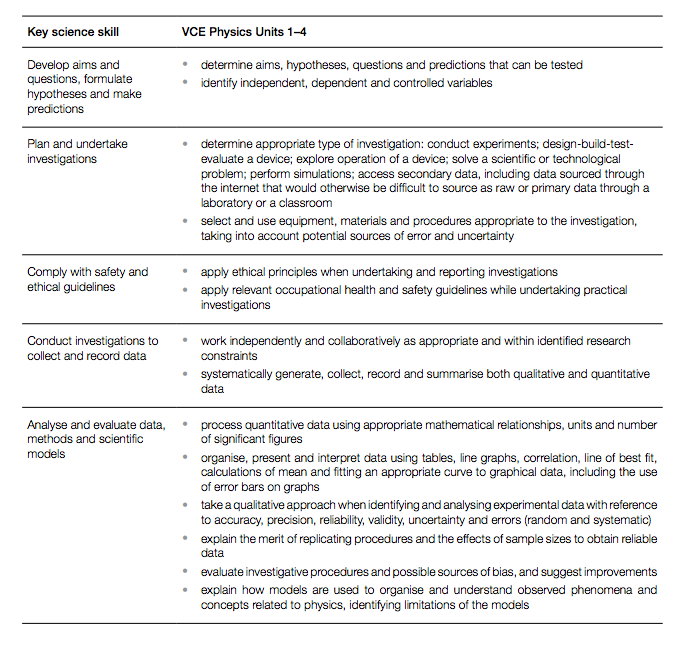 Key science skill
VCE Physics Units 1–4
Develop aims and
questions, formulate
hypotheses and make
predictions
• determine aims, hypotheses, questions and predictions that can be tested
• identify independent, dependent and controlled variables
Plan and undertake
investigations
• determine appropriate type of investigation: conduct experiments; design-build-test-
evaluate a device; explore operation of a device; solve a scientific or technological
problem; perform simulations; access secondary data, including data sourced through
the internet that would otherwise be difficult to source as raw or primary data through a
laboratory or a classroom
• select and use equipment, materials and procedures appropriate to the investigation,
taking into account potential sources of error and uncertainty
Comply with safety and
ethical guidelines
• apply ethical principles when undertaking and reporting investigations
• apply relevant occupational health and safety guidelines while undertaking practical
investigations
Conduct investigations to
collect and record data
• work independently and collaboratively as appropriate and within identified research
constraints
• systematically generate, collect, record and summarise both qualitative and quantitative
data
Analyse and evaluate data,
methods and scientific
models
• process quantitative data using appropriate mathematical relationships, units and number
of significant figures
• organise, present and interpret data using tables, line graphs, correlation, line of best fit,
calculations of mean and fitting an appropriate curve to graphical data, including the use
of error bars on graphs
• take a qualitative approach when identifying and analysing experimental data with reference
to accuracy, precision, reliability, validity, uncertainty and errors (random and systematic)
• explain the merit of replicating procedures and the effects of sample sizes to obtain reliable
data
• evaluate investigative procedures and possible sources of bias, and suggest improvements
• explain how models are used to organise and understand observed phenomena and
concepts related to physics, identifying limitations of the models